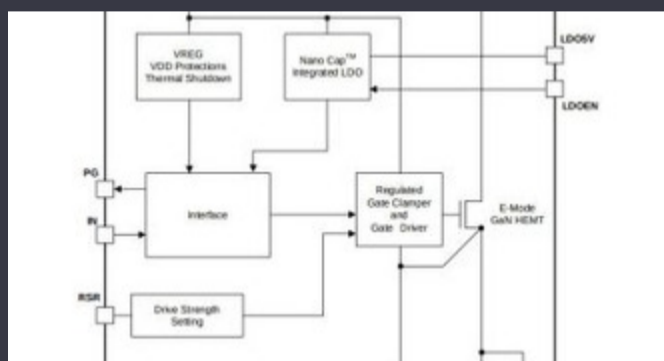 VREG
VDD Protections
Thermal Shutdown
Nano Cap™
Integrated LDO
LDO5V
LDOEN
PG
Interface
IN
Regulated
Gate Clamper
and
Gate Driver
E-Mode
GaN HEMT
RSR
Drive Strength
Setting